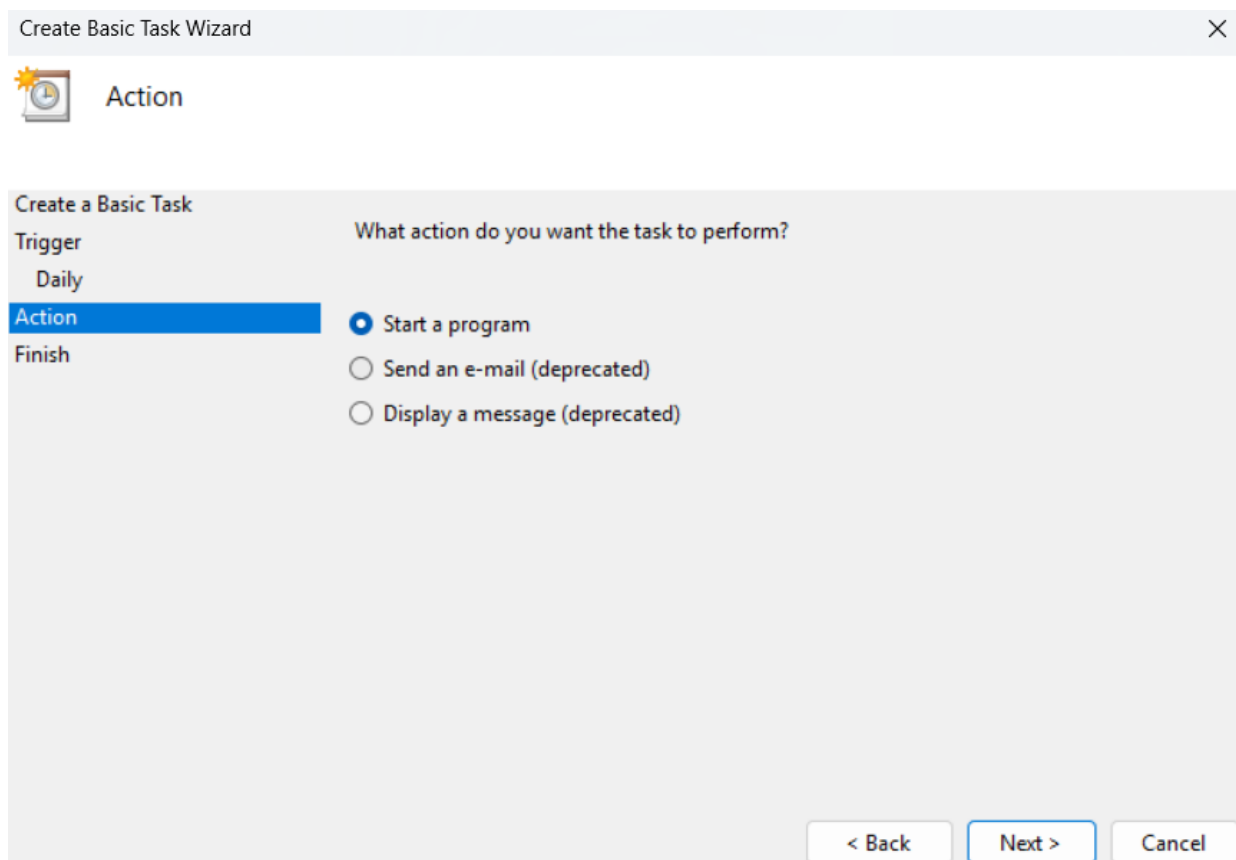 Create Basic Task Wizard
Action
Create a Basic Task
Trigger
Daily
Action
Finish
What action do you want the task to perform?
Start a program
Send an e-mail (deprecated)
Display a message (deprecated)
< Back
Next >
Cancel